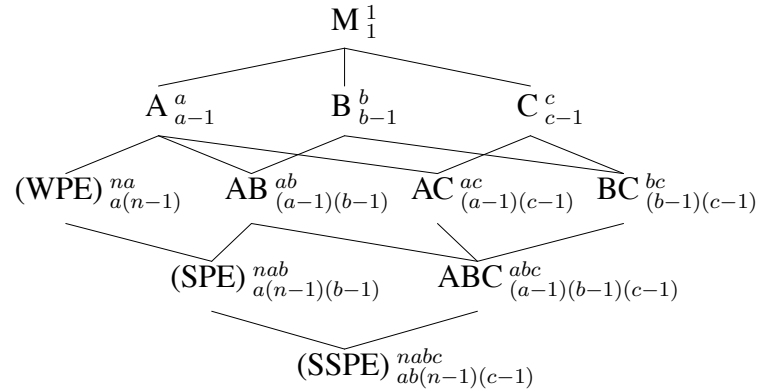 M 1 1
A a a−1 B b b−1 C c c−1
(WPE) na a(n−1) AB ab (a−1)(b−1) AC ac (a−1)(c−1) BC bc (b−1)(c−1)
(SPE) nab a(n−1)(b−1) ABC abc (a−1)(b−1)(c−1)
(SSPE) nabc ab(n−1)(c−1)